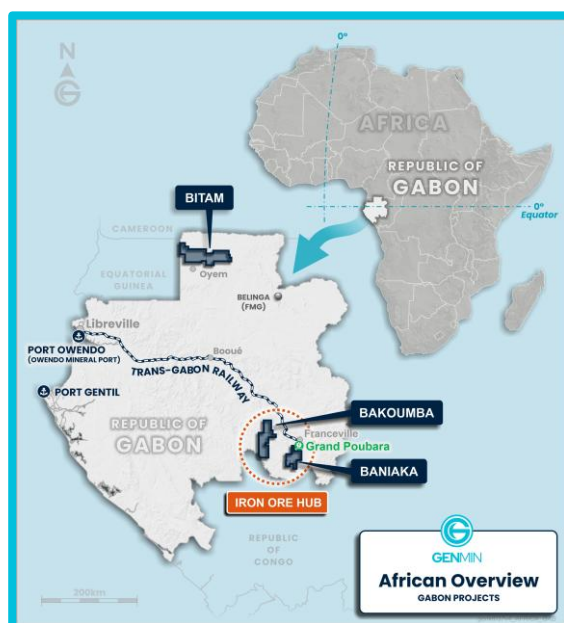 N
0°
AFRICA
REPUBLIC OF
GABON
0°
Equator
BITAM
CAMEROON
EQUATORIAL
GUINEA
Oyem
BELINGA
(FMG)
Libreville
PORT OWENDO
(OWENDO MINERAL PORT)
Booué
TRANS-GABON RAILWAY
PORT GENTIL
REPUBLIC OF
GABON
BAKOUMBA
Franceville
Grand Poubara
BANIAKA
IRON ORE HUB
REPUBLIC
OF
CONGO
200km
GENMIN
African Overview
GABON PROJECTS